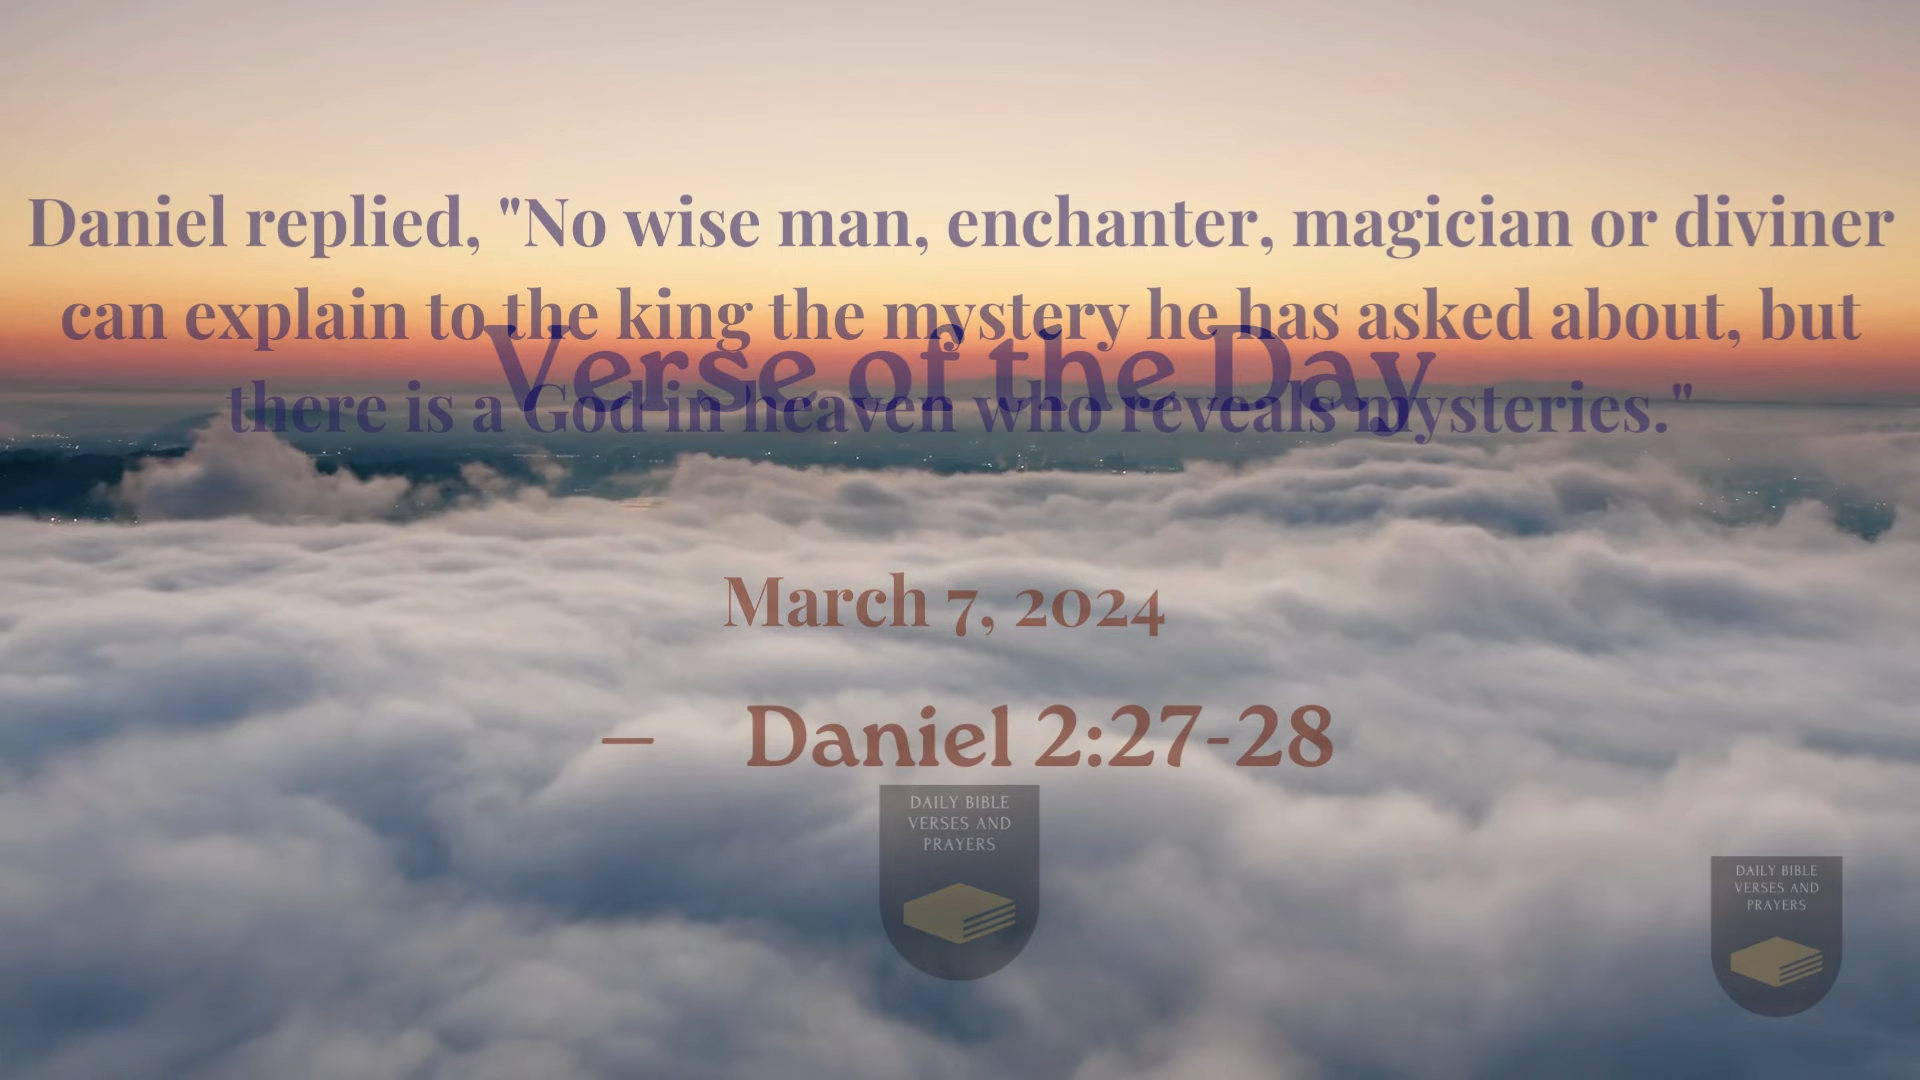 Daniel replied, "No wise man, enchanter, magician or diviner
can explain to the king the mystery he has asked about, but
Verse of the Day
there is a God in heaven who reveals mysteries."
March 7, 2024
— Daniel 2:27-28
DAILY BIBLE
VERSES AND
PRAYERS
DAILY BIBLE
VERSES AND
PRAYERS